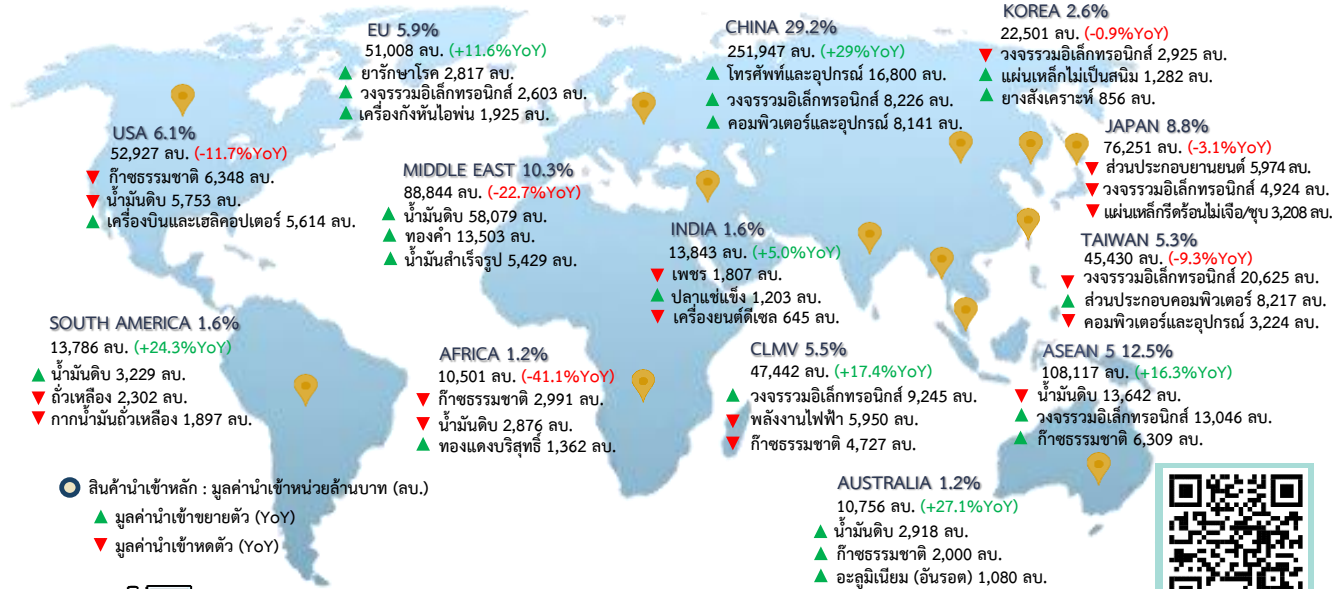 EU 5.9%
51,008 ลบ. (+11.6%YoY)
ยารักษาโรค 2,817 ลบ.
วงจรรวมอิเล็กทรอนิกส์ 2,603 ลบ.
เครื่องกังหันไอพ่น 1,925 ลบ.
CHINA 29.2%
251,947 ลบ. (+29%YoY)
โทรศัพท์และอุปกรณ์ 16,800 ลบ.
วงจรรวมอิเล็กทรอนิกส์ 8,226 ลบ.
คอมพิวเตอร์และอุปกรณ์ 8,141 ลบ.
KOREA 2.6%
22,501 ลบ. (-0.9%YoY)
วงจรรวมอิเล็กทรอนิกส์ 2,925 ลบ.
แผ่นเหล็กไม่เป็นสนิม 1,282 ลบ.
ยางสังเคราะห์ 856 ลบ.
USA 6.1%
52,927 ลบ. (-11.7%YoY)
ก๊าซธรรมชาติ 6,348 ลบ.
น้ำมันดิบ 5,753 ลบ.
เครื่องบินและเฮลิคอปเตอร์ 5,614 ลบ.
MIDDLE EAST 10.3%
88,844 ลบ. (-22.7%YoY)
น้ำมันดิบ 58,079 ลบ.
ทองคำ 13,503 ลบ.
น้ำมันสำเร็จรูป 5,429 ลบ.
JAPAN 8.8%
76,251 ลบ. (-3.1%YoY)
ส่วนประกอบยานยนต์ 5,974 ลบ.
วงจรรวมอิเล็กทรอนิกส์ 4,924 ลบ.
แผ่นเหล็กรีดร้อนไม่เจือ/ชุบ 3,208 ลบ.
INDIA 1.6%
13,843 ลบ. (+5.0%YoY)
เพชร 1,807 ลบ.
ปลาแช่แข็ง 1,203 ลบ.
เครื่องยนต์ดีเซล 645 ลบ.
TAIWAN 5.3%
45,430 ลบ. (-9.3%YoY)
วงจรรวมอิเล็กทรอนิกส์ 20,625 ลบ.
ส่วนประกอบคอมพิวเตอร์ 8,217 ลบ.
คอมพิวเตอร์และอุปกรณ์ 3,224 ลบ.
SOUTH AMERICA 1.6%
13,786 ลบ. (+24.3%YoY)
น้ำมันดิบ 3,229 ลบ.
ถั่วเหลือง 2,302 ลบ.
กากน้ำมันถั่วเหลือง 1,897 ลบ.
AFRICA 1.2%
10,501 ลบ. (-41.1%YoY)
ก๊าซธรรมชาติ 2,991 ลบ.
น้ำมันดิบ 2,876 ลบ.
ทองแดงบริสุทธิ์ 1,362 ลบ.
CLMV 5.5%
47,442 ลบ. (+17.4%YoY)
วงจรรวมอิเล็กทรอนิกส์ 9,245 ลบ.
พลังงานไฟฟ้า 5,950 ลบ.
ก๊าซธรรมชาติ 4,727 ลบ.
ASEAN 5 12.5%
108,117 ลบ. (+16.3%YoY)
น้ำมันดิบ 13,642 ลบ.
วงจรรวมอิเล็กทรอนิกส์ 13,046 ลบ.
ก๊าซธรรมชาติ 6,309 ลบ.
AUSTRALIA 1.2%
10,756 ลบ. (+27.1%YoY)
น้ำมันดิบ 2,918 ลบ.
ก๊าซธรรมชาติ 2,000 ลบ.
อะลูมิเนียม (อันรอต) 1,080 ลบ.
สินค้านำเข้าหลัก : มูลค่านำเข้าหน่วยล้านบาท (ลบ.)
มูลค่านำเข้าขยายตัว (YoY)
มูลค่านำเข้าหดตัว (YoY)